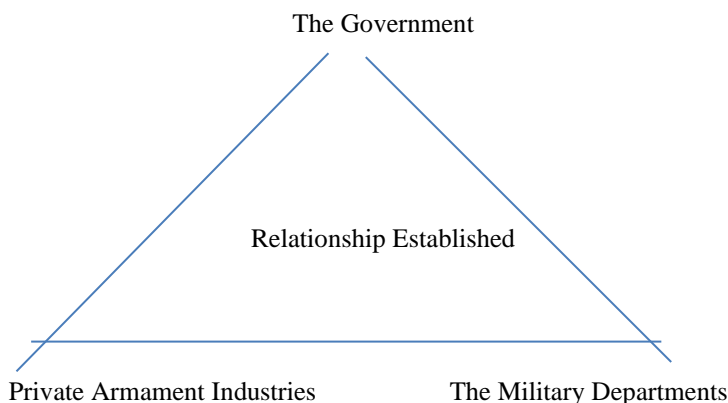 The Government
Relationship Established
Private Armament Industries
The Military Departments